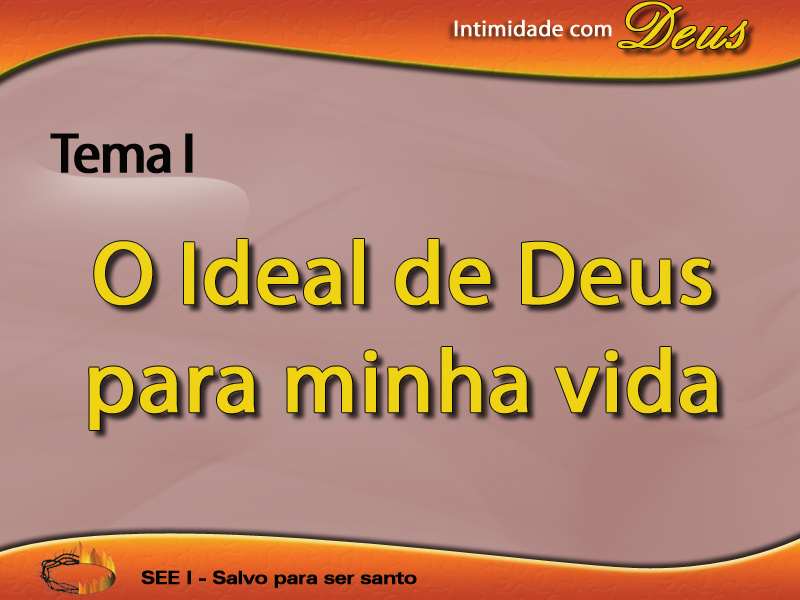 Intimidade com Deus
Tema I
O Ideal de Deus
para minha vida
SEE I - Salvo para ser santo